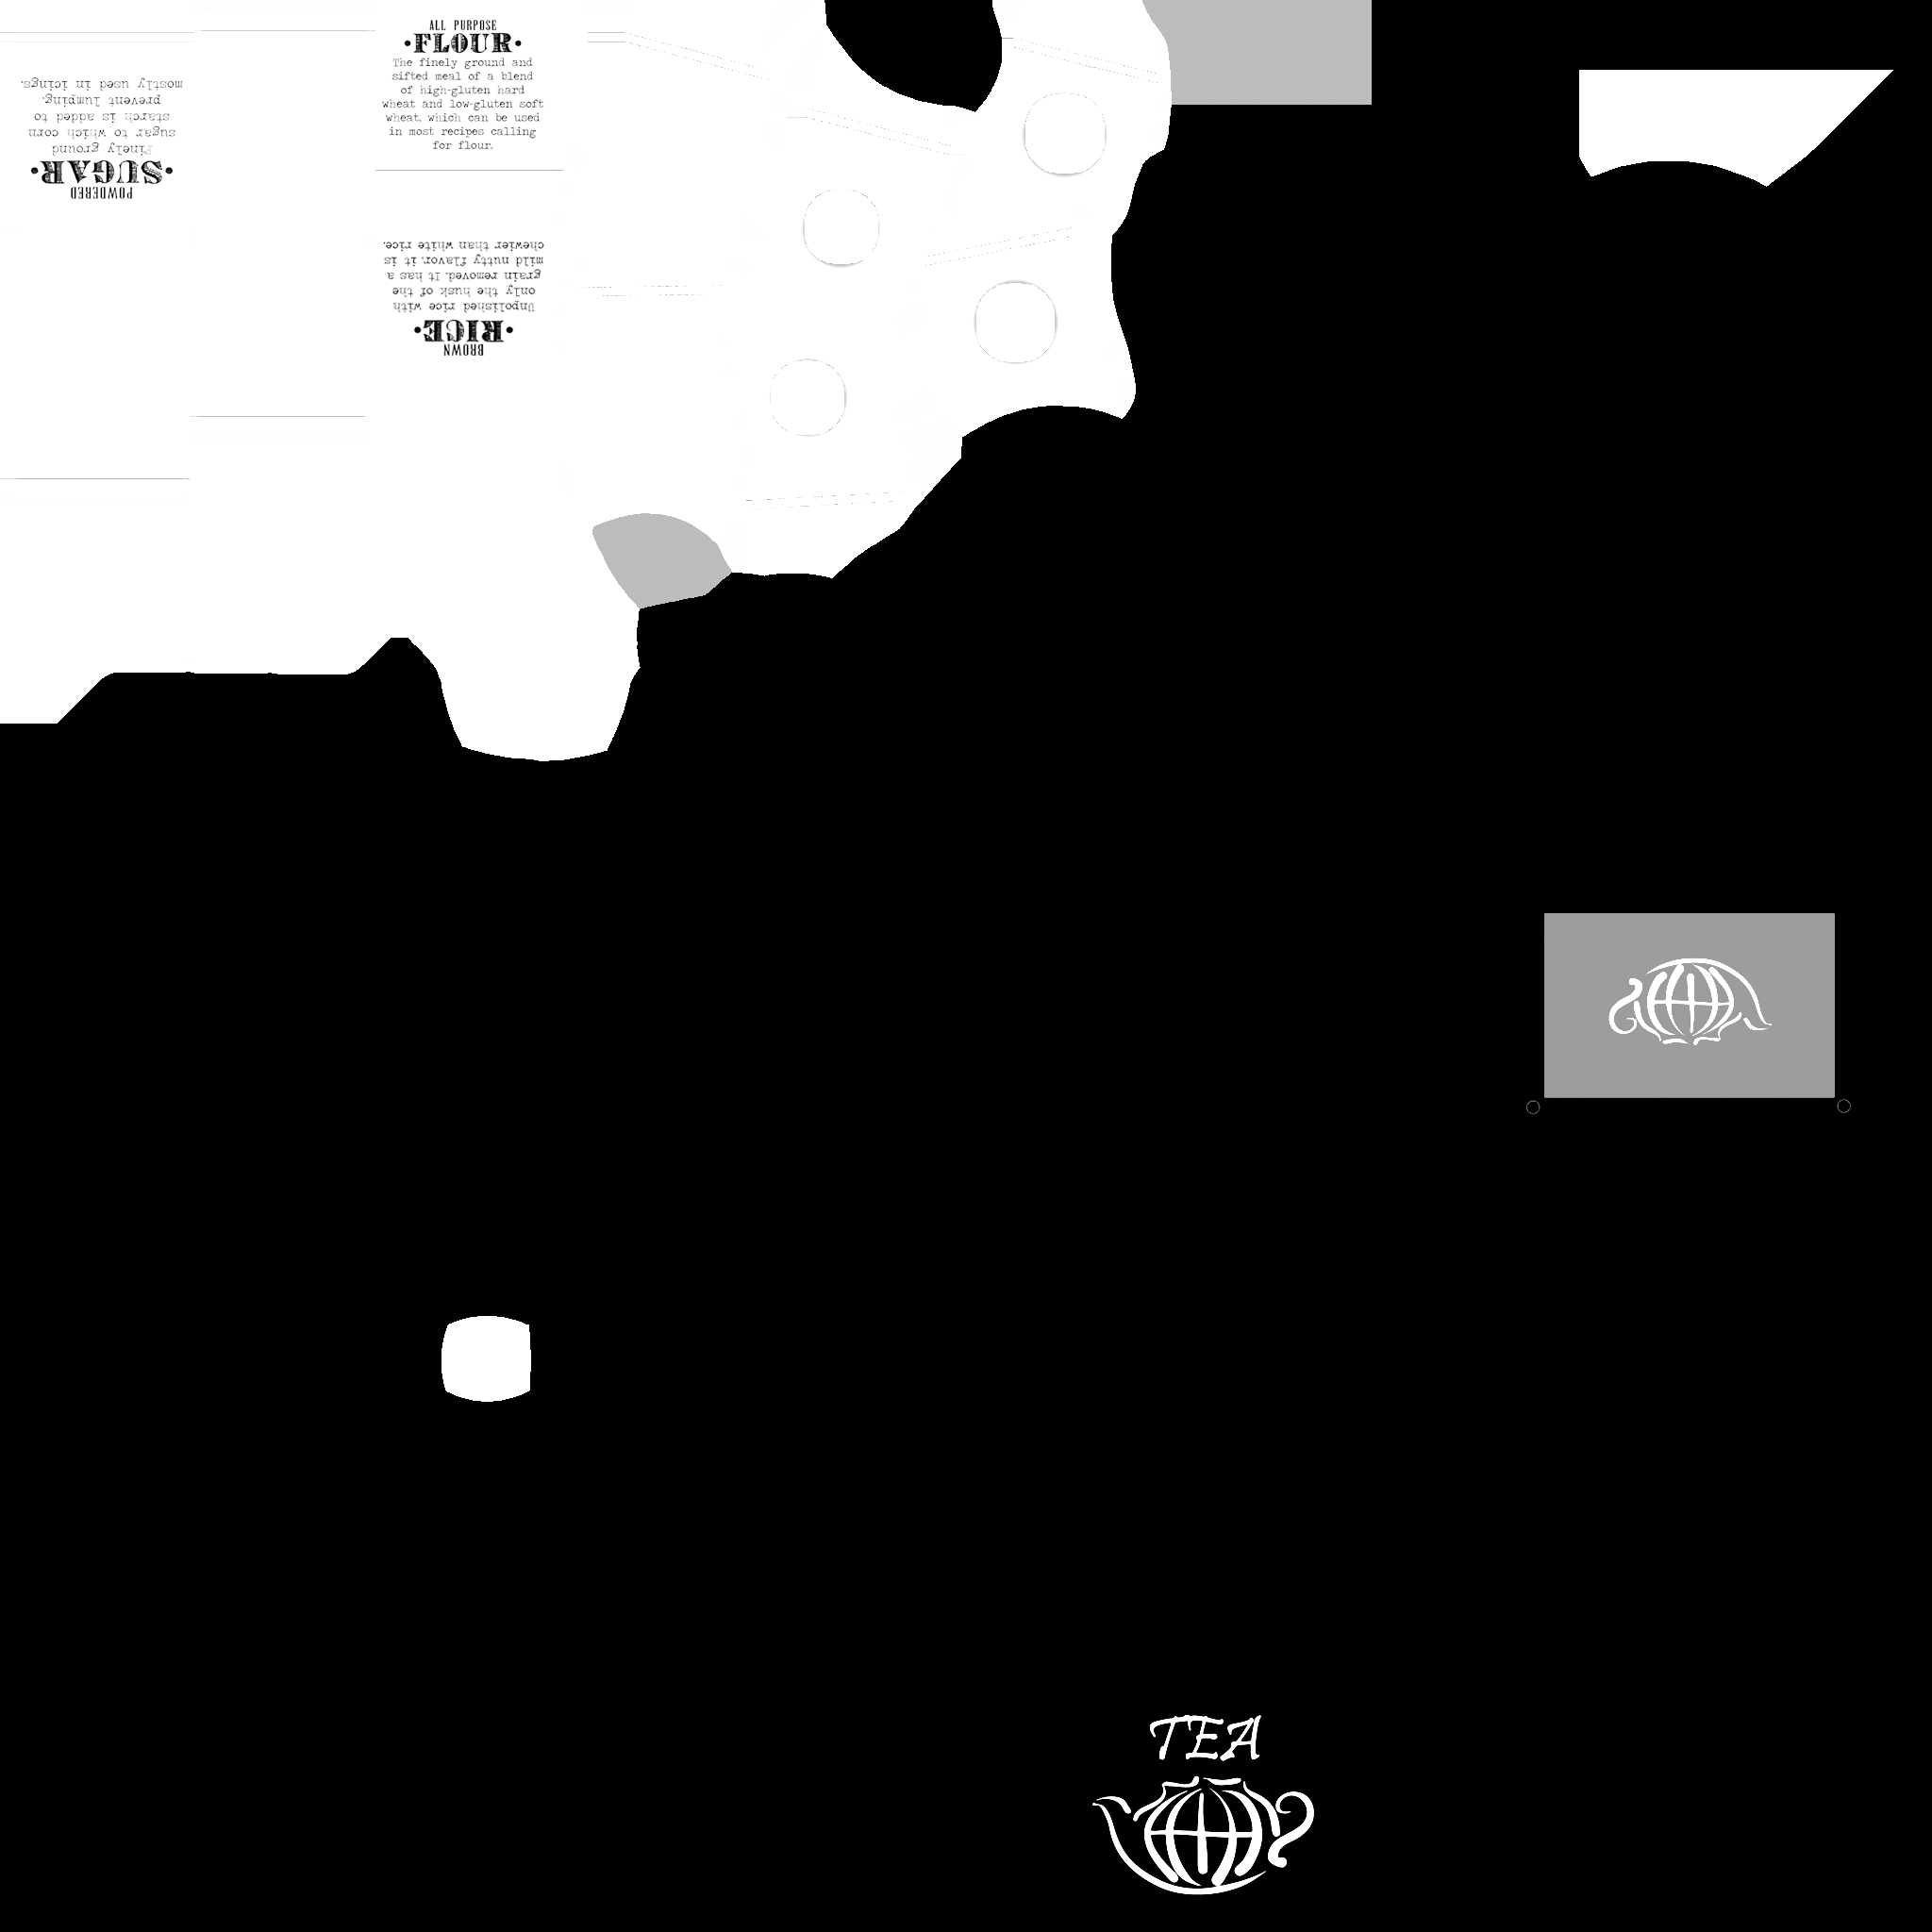 ALL PURPOSE
•FLOUR•
The finely ground and
sifted meal of a blend
of high-gluten hard
wheat and low-gluten soft
wheat, which can be used
in most recipes calling
for flour.
POWDERED
•SUGAR•
Finely ground
sugar to which corn
starch is added to
prevent lumping.
mostly used in icings.
BROWN
•RICE•
Unpolished rice with
only the husk of the
grain removed. It has a
mild nutty flavor. it is
chewier than white rice.
TEA